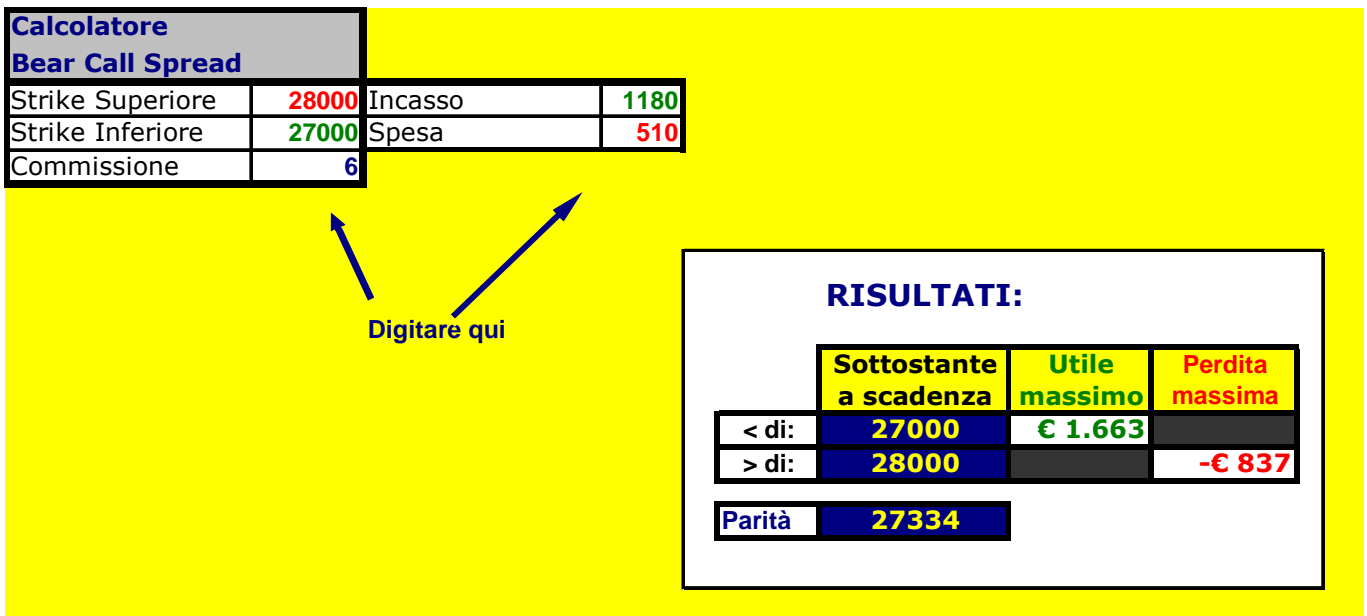 Calcolatore
Bear Call Spread
Strike Superiore 28000 Incasso 1180
Strike Inferiore 27000 Spesa 510
Commissione 6
Digitare qui
RISULTATI:
Sottostante Utile Perdita
a scadenza massimo massima
< di: 27000 € 1.663
> di: 28000 -€ 837
Parità 27334